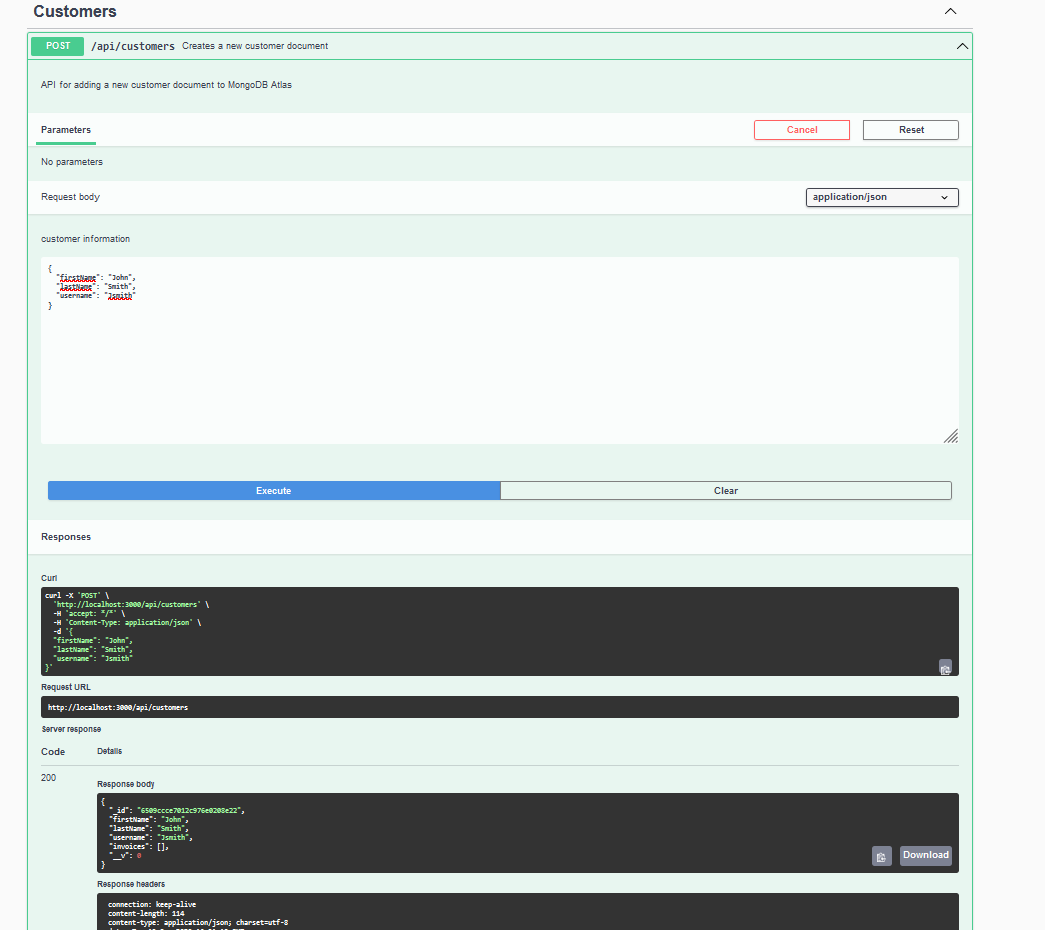 Customers
POST /api/customers Creates a new customer document
API for adding a new customer document to MongoDB Atlas
Parameters
Cancel
Reset
No parameters
Request body
application/json
customer information
{
"firstName": "John",
"lastName": "Smith",
"username": "Jsmith"
}
Execute
Clear
Responses
Curl
curl -X 'POST' \
'http://localhost:3000/api/customers' \
-H 'accept: */*' \
-H 'Content-Type: application/json' \
-d '{
"firstName": "John",
"lastName": "Smith",
"username": "Jsmith"
}'
Request URL
http://localhost:3000/api/customers
Server response
Code Details
200
Response body
{
"_id": "6509ccce7012c976e0208e22",
"firstName": "John",
"lastName": "Smith",
"username": "Jsmith",
"invoices": [],
"__v": 0
}
Download
Response headers
connection: keep-alive
content-length: 114
content-type: application/json; charset=utf-8